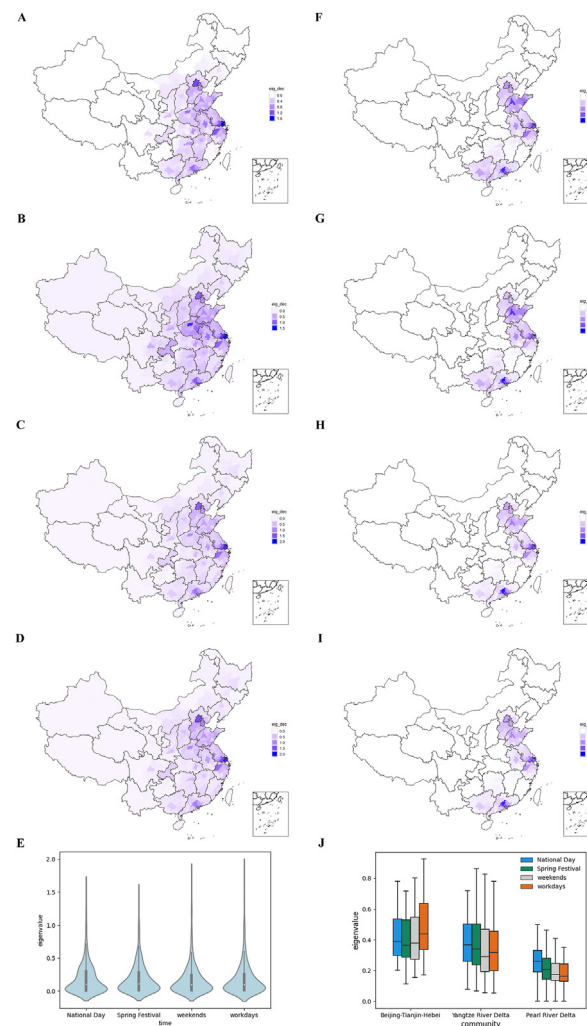 A
eig_dec
0.0
0.4
0.8
1.2
1.6
F
eig_
B
eig_dec
0.0
0.5
1.0
1.5
G
eig_
C
eig_dec
0.0
0.5
1.0
1.5
2.0
H
eig_
D
eig_dec
0.0
0.5
1.0
1.5
2.0
I
eig_
E
2.0
1.5
1.0
0.5
0.0
eigenvalue
National Day Spring Festival weekends workdays
time
J
National Day
Spring Festival
weekends
workdays
0.8
0.6
0.4
0.2
0.0
eigenvalue
Beijing-Tianjin-Hebei Yangtze River Delta Pearl River Delta
community